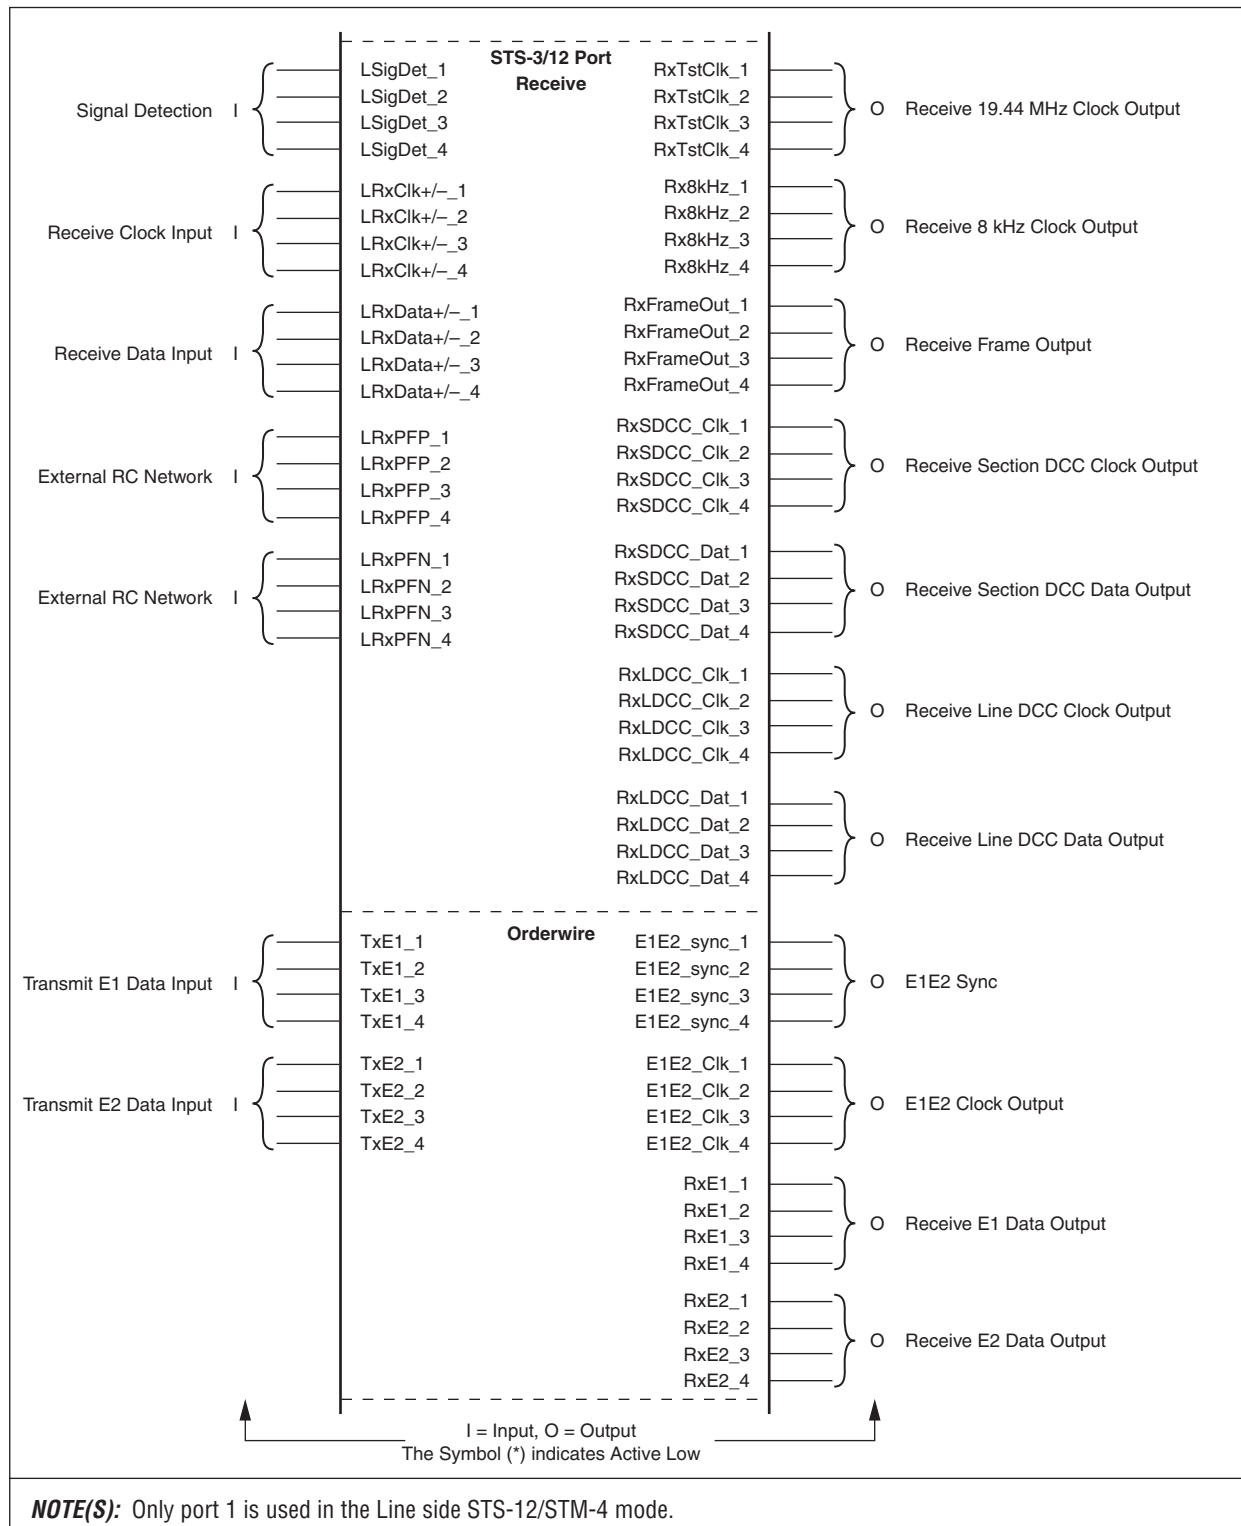 STS-3/12 Port
Receive
Signal Detection I
LSigDet_1
LSigDet_2
LSigDet_3
LSigDet_4
RxTstClk_1
RxTstClk_2
RxTstClk_3
RxTstClk_4
O Receive 19.44 MHz Clock Output
Receive Clock Input I
LRxClk+/–_1
LRxClk+/–_2
LRxClk+/–_3
LRxClk+/–_4
Rx8kHz_1
Rx8kHz_2
Rx8kHz_3
Rx8kHz_4
O Receive 8 kHz Clock Output
Receive Data Input I
LRxData+/–_1
LRxData+/–_2
LRxData+/–_3
LRxData+/–_4
RxFrameOut_1
RxFrameOut_2
RxFrameOut_3
RxFrameOut_4
O Receive Frame Output
External RC Network I
LRxPFP_1
LRxPFP_2
LRxPFP_3
LRxPFP_4
RxSDCC_Clk_1
RxSDCC_Clk_2
RxSDCC_Clk_3
RxSDCC_Clk_4
O Receive Section DCC Clock Output
External RC Network I
LRxPFN_1
LRxPFN_2
LRxPFN_3
LRxPFN_4
RxSDCC_Dat_1
RxSDCC_Dat_2
RxSDCC_Dat_3
RxSDCC_Dat_4
O Receive Section DCC Data Output
RxLDCC_Clk_1
RxLDCC_Clk_2
RxLDCC_Clk_3
RxLDCC_Clk_4
O Receive Line DCC Clock Output
RxLDCC_Dat_1
RxLDCC_Dat_2
RxLDCC_Dat_3
RxLDCC_Dat_4
O Receive Line DCC Data Output
Orderwire
Transmit E1 Data Input I
TxE1_1
TxE1_2
TxE1_3
TxE1_4
E1E2_sync_1
E1E2_sync_2
E1E2_sync_3
E1E2_sync_4
O E1E2 Sync
Transmit E2 Data Input I
TxE2_1
TxE2_2
TxE2_3
TxE2_4
E1E2_Clk_1
E1E2_Clk_2
E1E2_Clk_3
E1E2_Clk_4
O E1E2 Clock Output
RxE1_1
RxE1_2
RxE1_3
RxE1_4
O Receive E1 Data Output
RxE2_1
RxE2_2
RxE2_3
RxE2_4
O Receive E2 Data Output
I = Input, O = Output
The Symbol (*) indicates Active Low
NOTE(S): Only port 1 is used in the Line side STS-12/STM-4 mode.